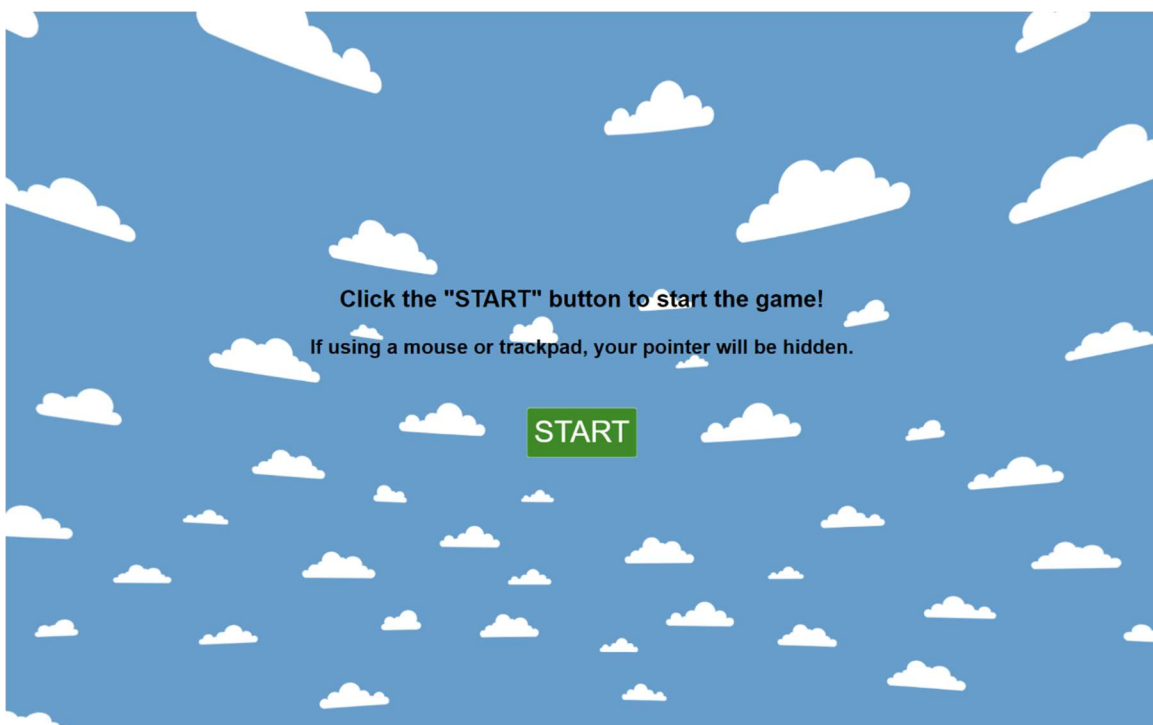 Click the "START" button to start the game!
If using a mouse or trackpad, your pointer will be hidden.
START